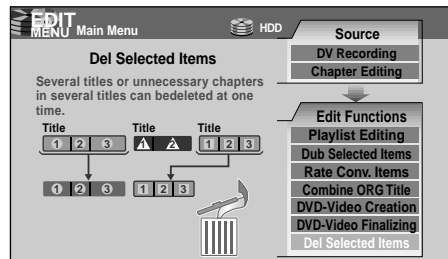 EDIT
MENU Main Menu
HDD
Del Selected Items
Several titles or unnecessary chapters
in several titles can bedeleted at one
time.
Title Title Title
1 2 3 1 2 1 2 3
1 2 3 1 2 3
Source
DV Recording
Chapter Editing
Edit Functions
Playlist Editing
Dub Selected Items
Rate Conv. Items
Combine ORG Title
DVD-Video Creation
DVD-Video Finalizing
Del Selected Items